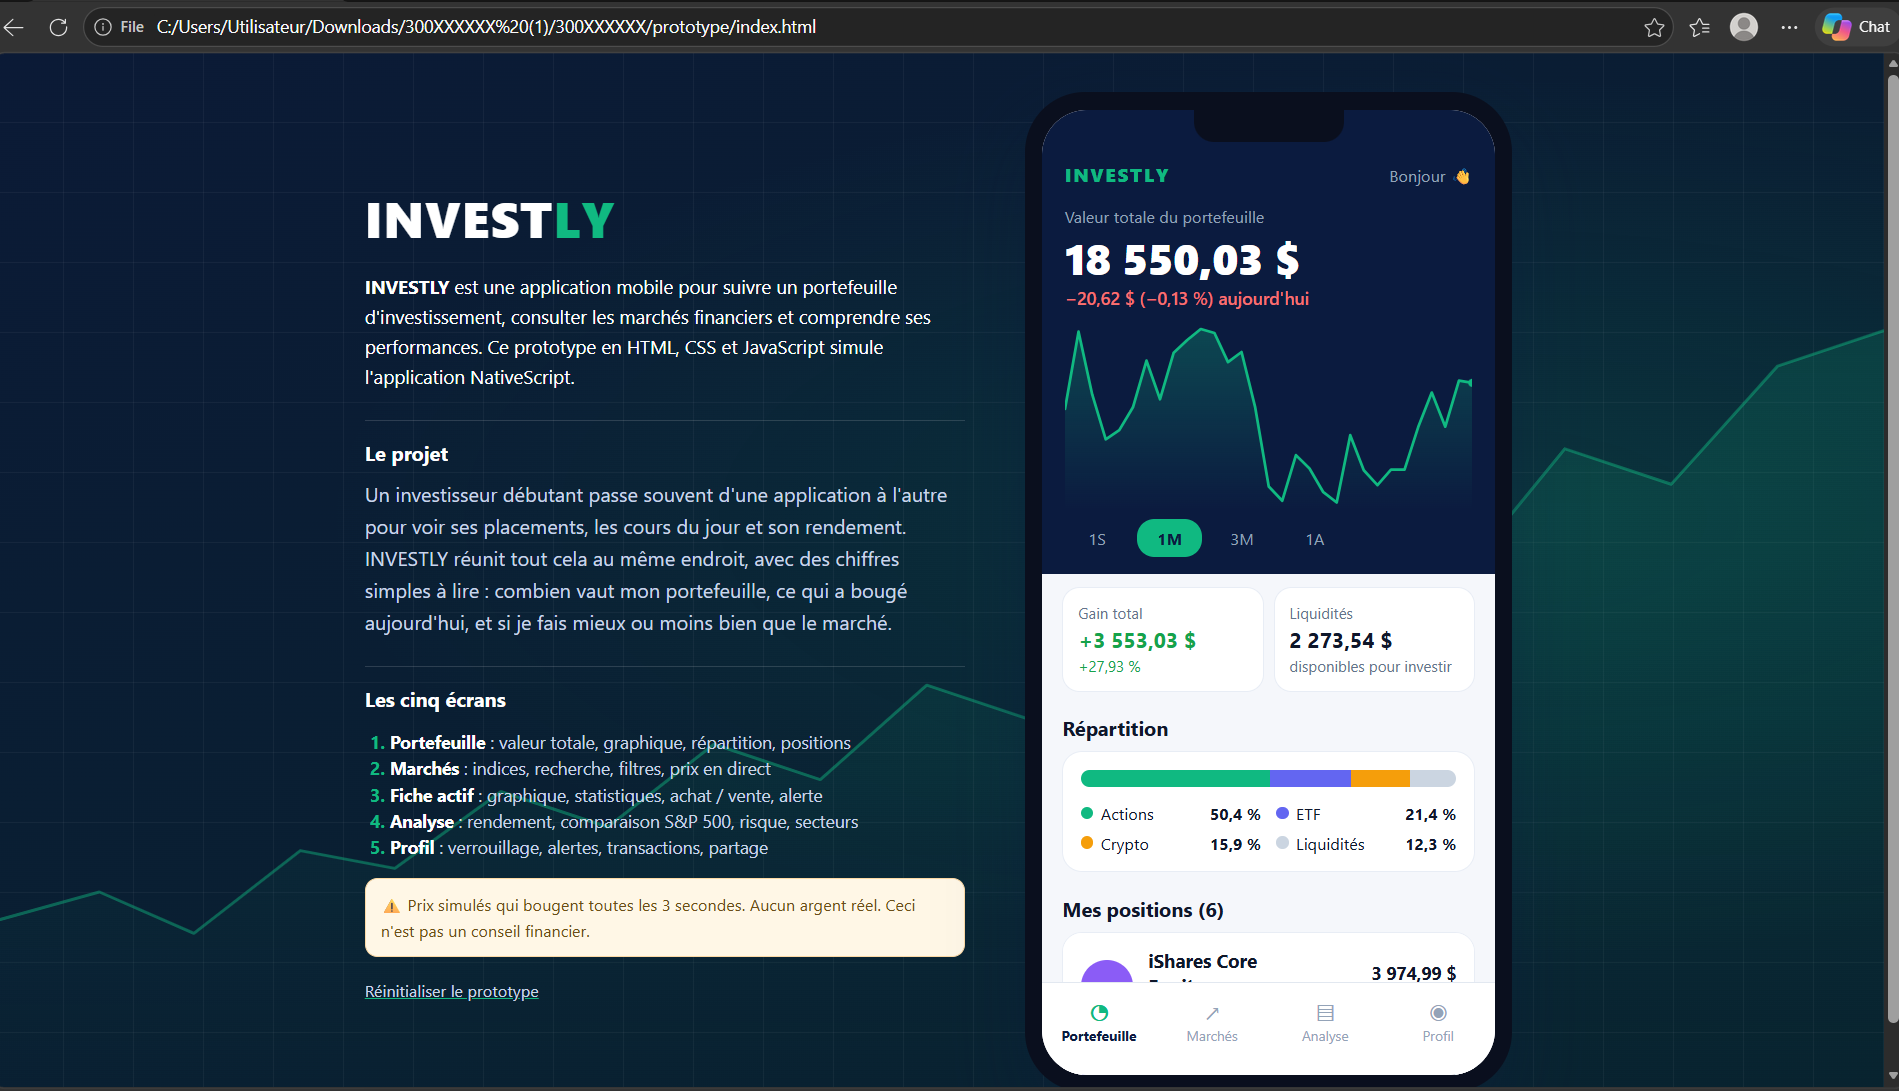 File C:/Users/Utilisateur/Downloads/300XXXXXX%20(1)/300XXXXXX/prototype/index.html
Chat
INVESTLY
INVESTLY est une application mobile pour suivre un portefeuille
d'investissement, consulter les marchés financiers et comprendre ses
performances. Ce prototype en HTML, CSS et JavaScript simule
l'application NativeScript.
Le projet
Un investisseur débutant passe souvent d'une application à l'autre
pour voir ses placements, les cours du jour et son rendement.
INVESTLY réunit tout cela au même endroit, avec des chiffres
simples à lire : combien vaut mon portefeuille, ce qui a bougé
aujourd'hui, et si je fais mieux ou moins bien que le marché.
Les cinq écrans
1. Portefeuille : valeur totale, graphique, répartition, positions
2. Marchés : indices, recherche, filtres, prix en direct
3. Fiche actif : graphique, statistiques, achat / vente, alerte
4. Analyse : rendement, comparaison S&P 500, risque, secteurs
5. Profil : verrouillage, alertes, transactions, partage
⚠️ Prix simulés qui bougent toutes les 3 secondes. Aucun argent réel. Ceci
n'est pas un conseil financier.
Réinitialiser le prototype
INVESTLY
Bonjour 👋
Valeur totale du portefeuille
18 550,03 $
−20,62 $ (−0,13 %) aujourd'hui
1S 1M 3M 1A
Gain total
+3 553,03 $
+27,93 %
Liquidités
2 273,54 $
disponibles pour investir
Répartition
Actions 50,4 %
ETF 21,4 %
Crypto 15,9 %
Liquidités 12,3 %
Mes positions (6)
iShares Core
3 974,99 $
Portefeuille
Marchés
Analyse
Profil